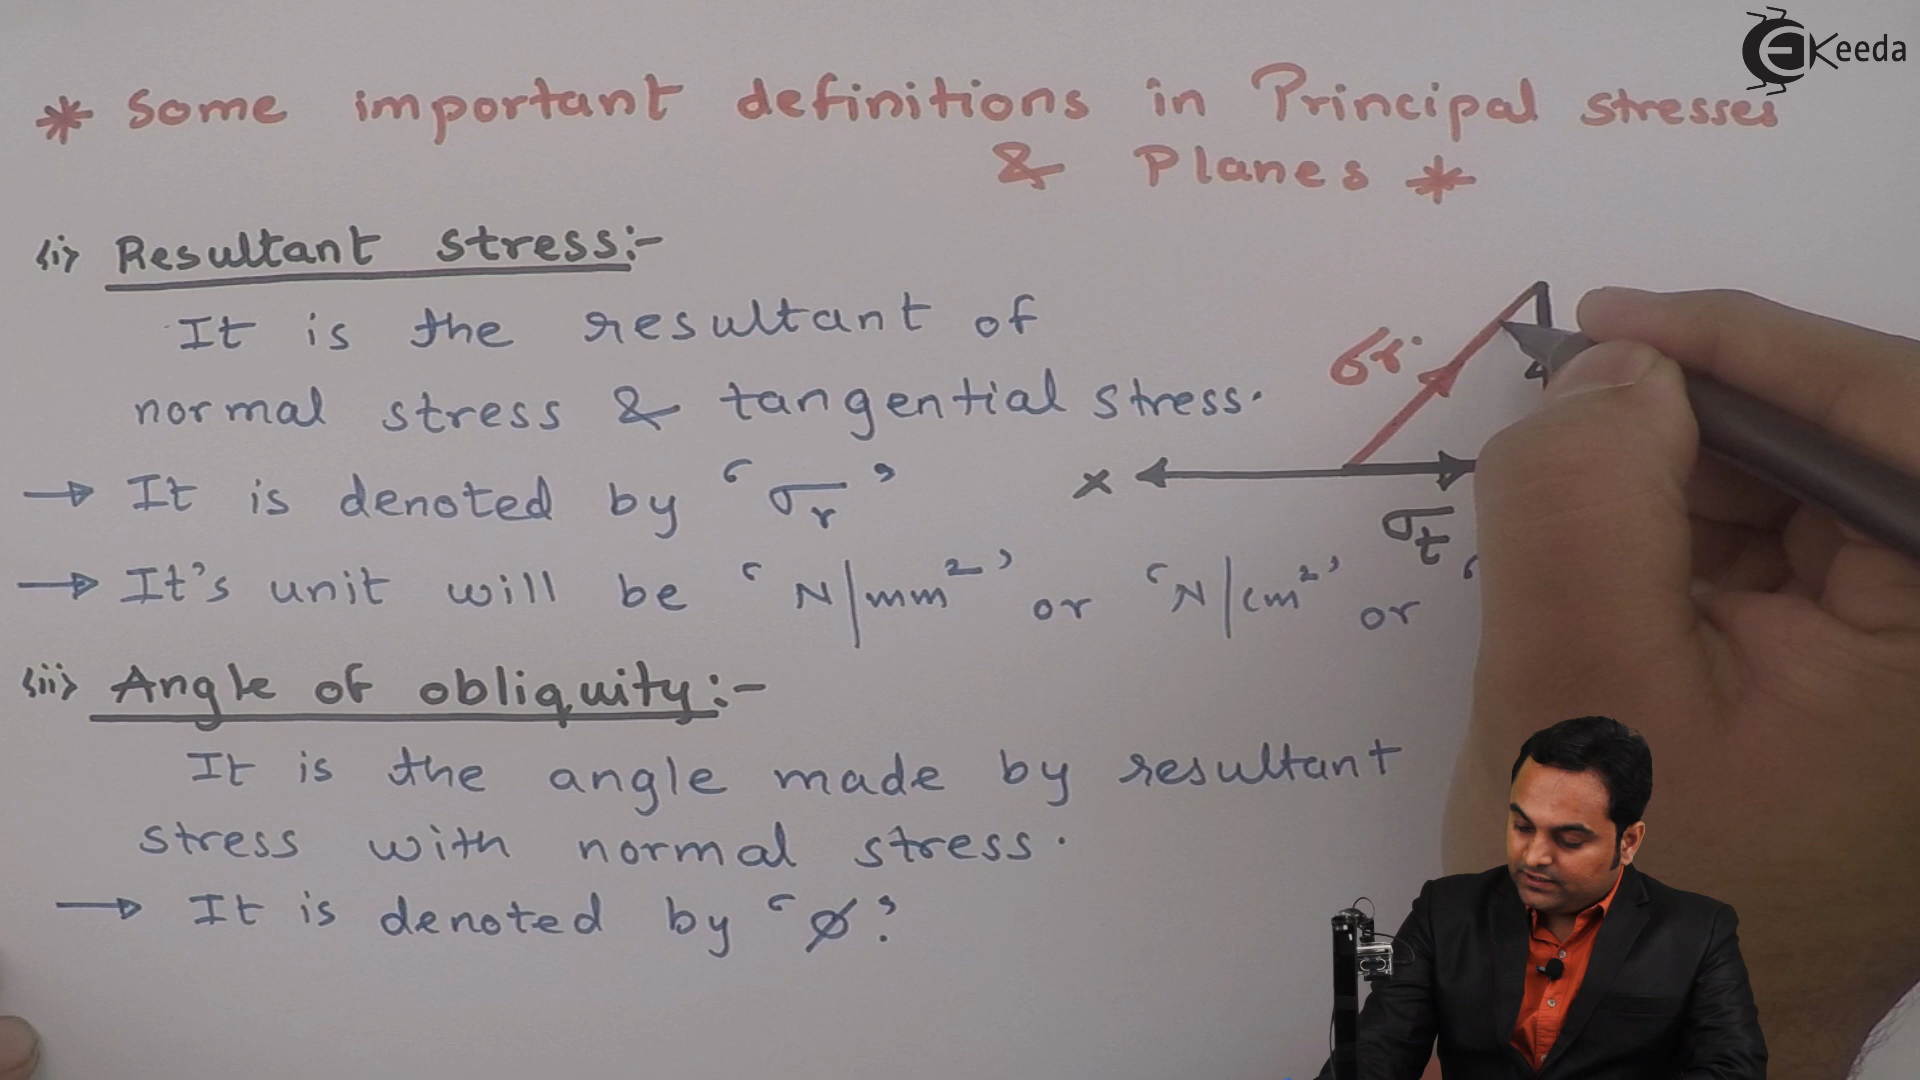 EKeeda
* Some important definitions in Principal stresses
& Planes *
(i) Resultant stress:-
It is the resultant of
normal stress & tangential stress.
→ It is denoted by ‘σr’
→ It's unit will be ‘N/mm²’ or ‘N/cm²’ or ‘
σr
x
σt
(ii) Angle of obliquity:-
It is the angle made by resultant
stress with normal stress.
→ It is denoted by ‘ø’.